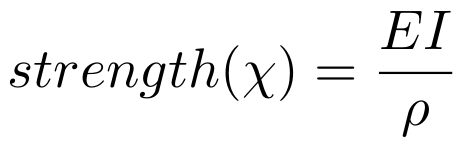 strength(χ) = EI/ρ